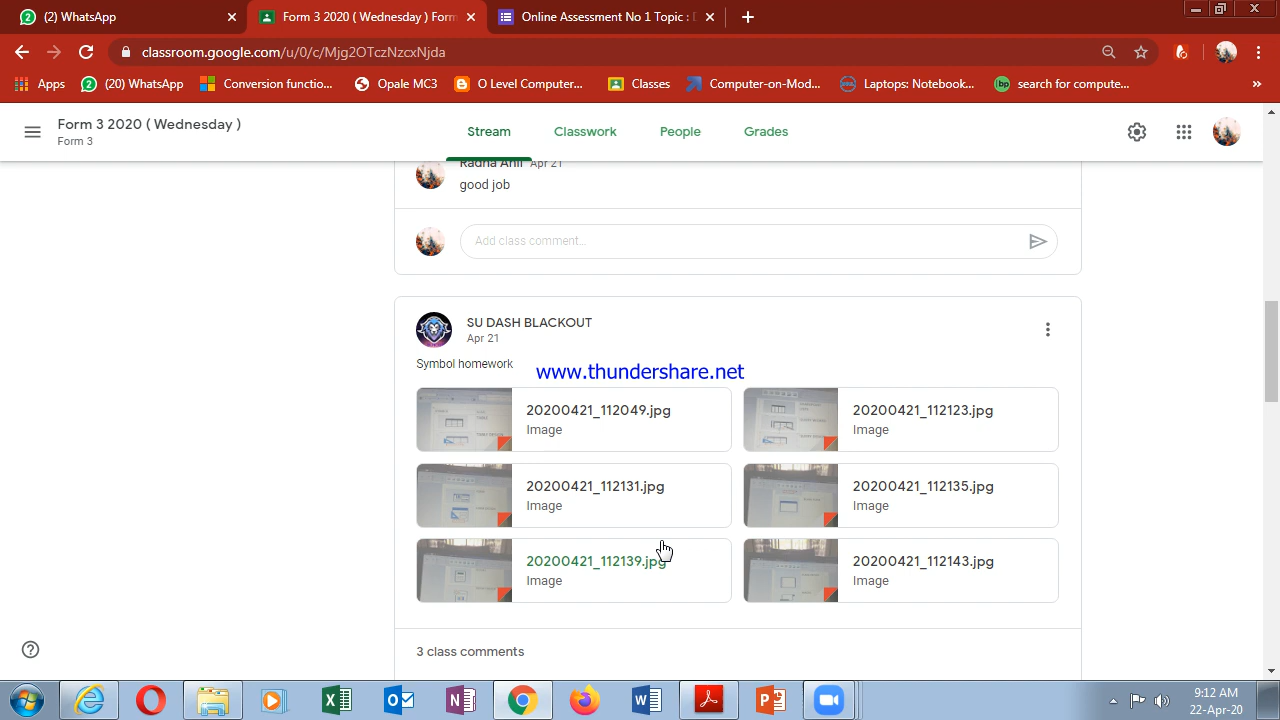 (2) WhatsApp
Form 3 2020 ( Wednesday ) Form
Online Assessment No 1 Topic :
classroom.google.com/u/0/c/Mjg2OTczNzcxNjda
Apps
(20) WhatsApp
Conversion functio...
Opale MC3
O Level Computer...
Classes
Computer-on-Mod...
Laptops: Notebook...
search for compute...
Form 3 2020 ( Wednesday )
Form 3
Stream
Classwork
People
Grades
Radha Anil Apr 21
good job
Add class comment...
SU DASH BLACKOUT
Apr 21
Symbol homework
www.thundershare.net
20200421_112049.jpg
Image
20200421_112123.jpg
Image
20200421_112131.jpg
Image
20200421_112135.jpg
Image
20200421_112139.jpg
Image
20200421_112143.jpg
Image
3 class comments
9:12 AM
22-Apr-20